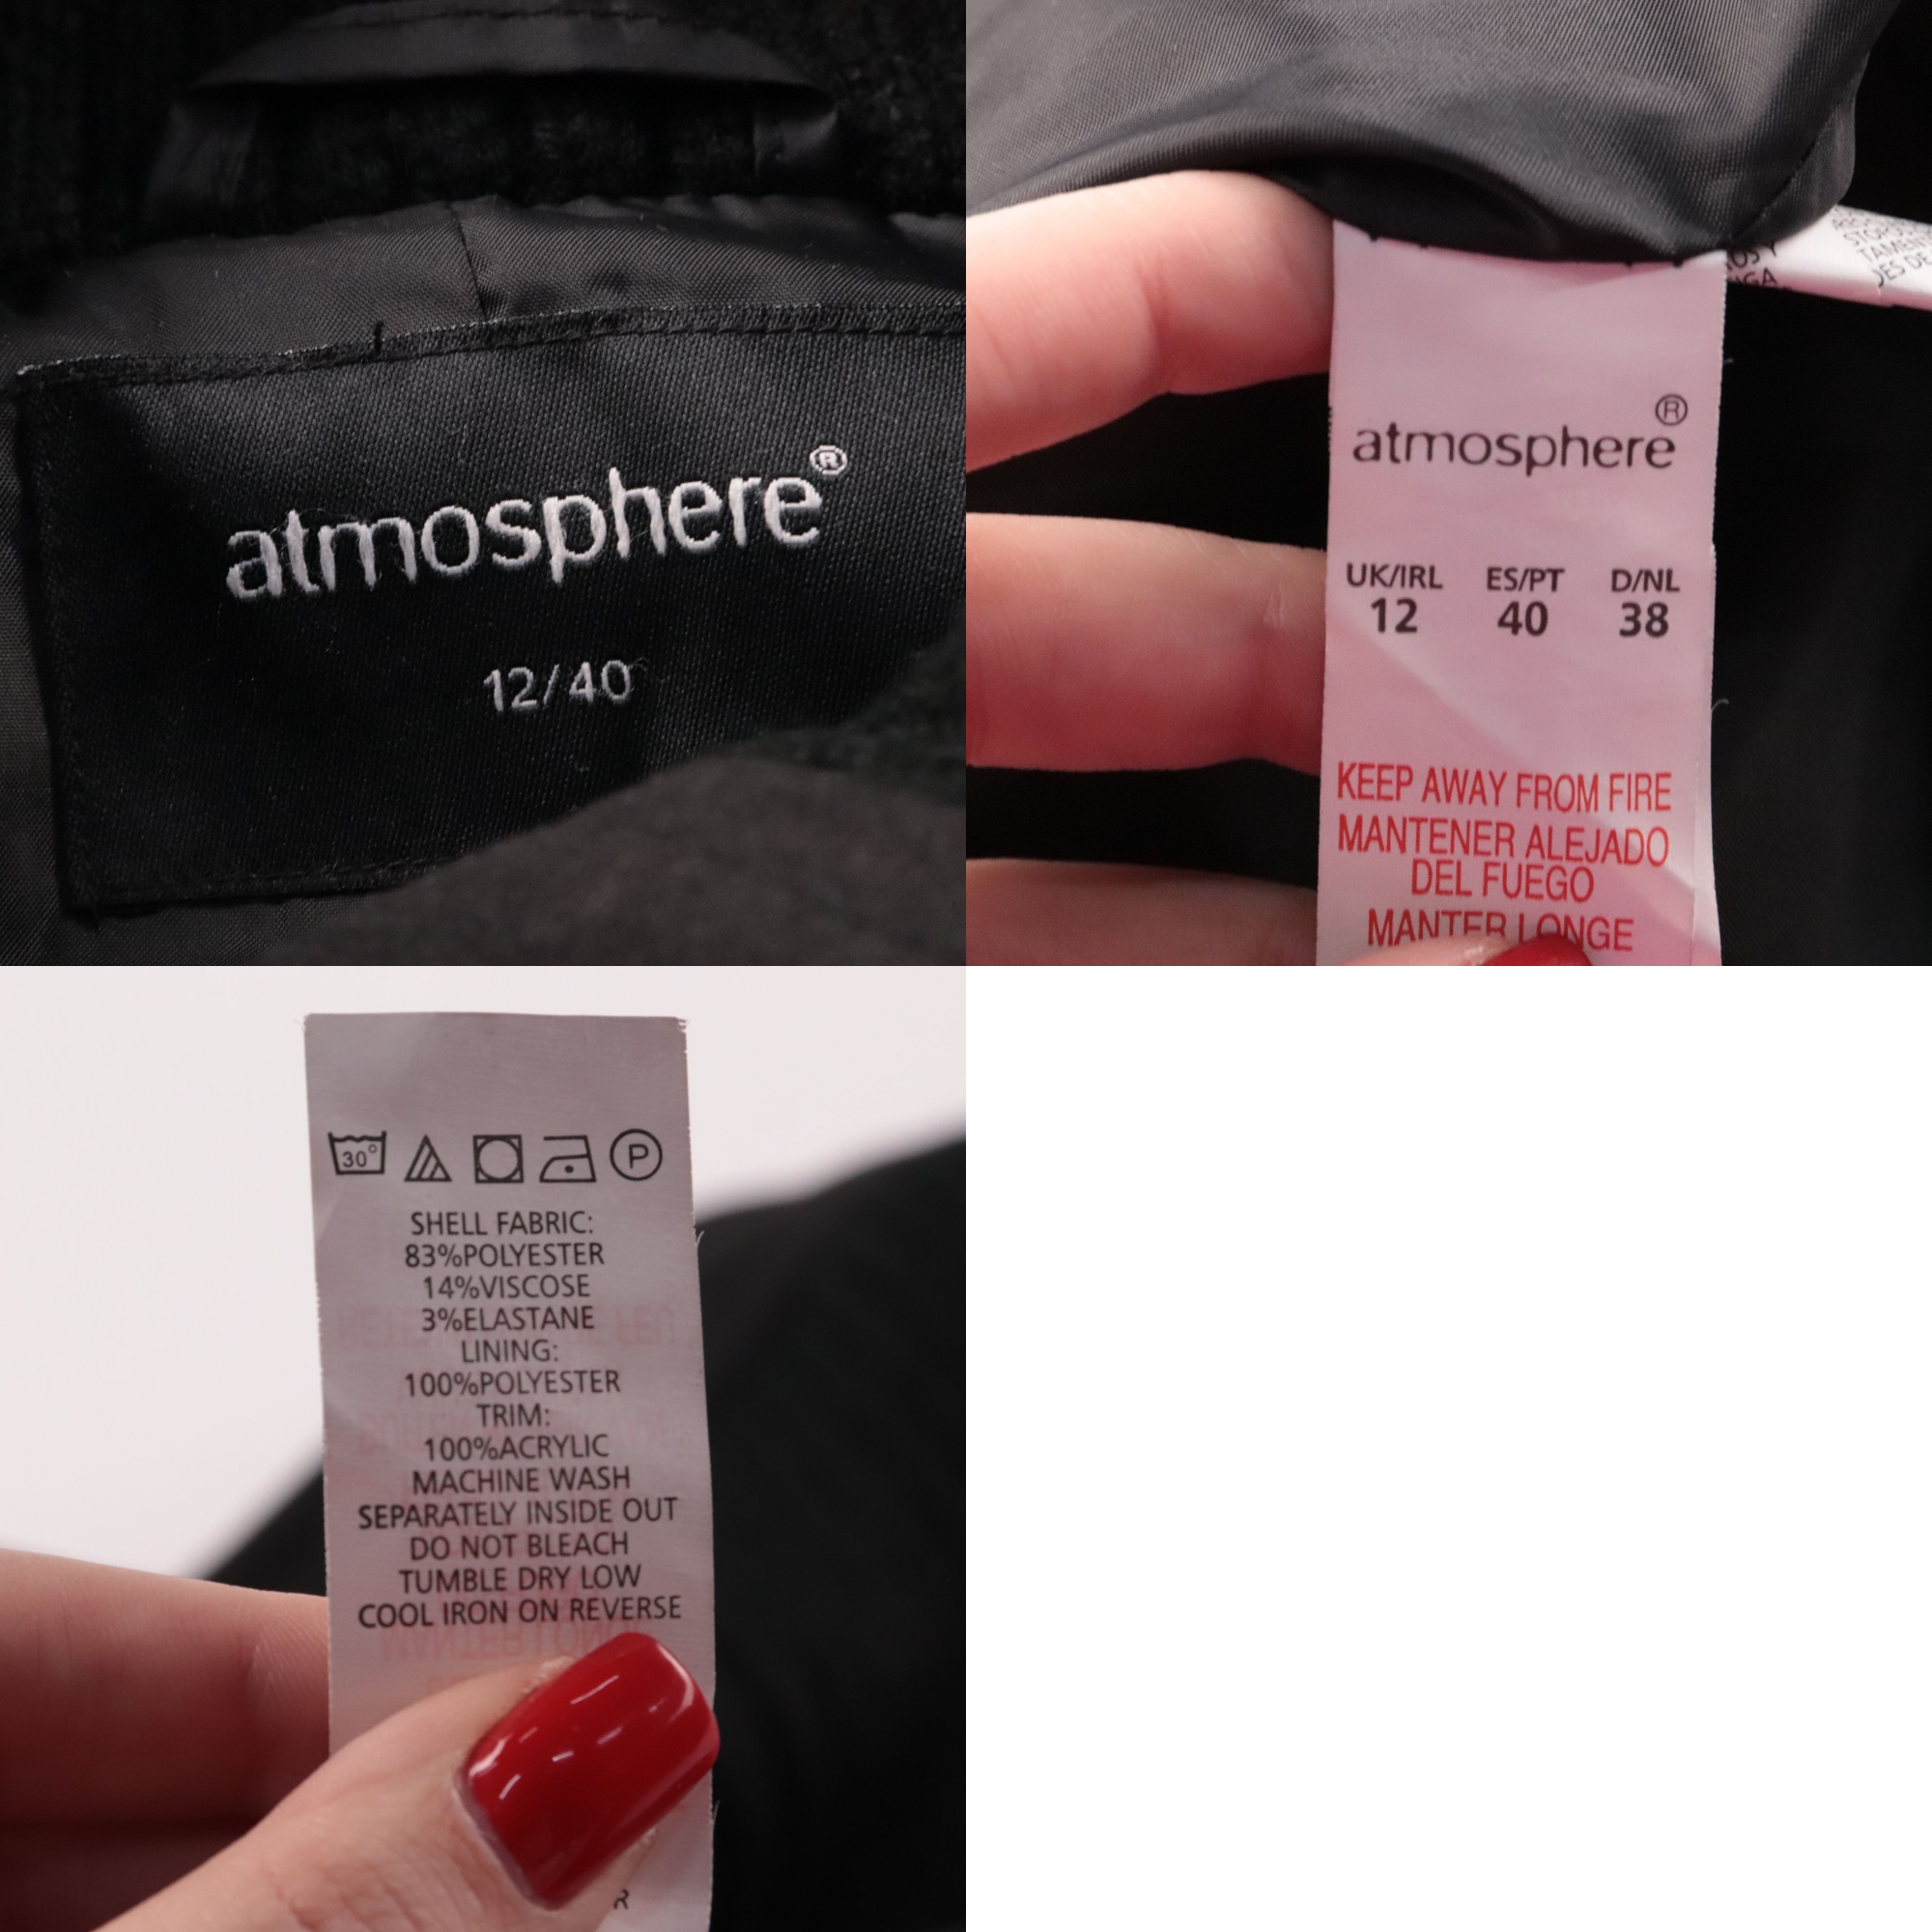 atmosphere®
12/40
atmosphere®
UK/IRL ES/PT D/NL
12 40 38
KEEP AWAY FROM FIRE
MANTENER ALEJADO
DEL FUEGO
MANTER LONGE
30°
P
SHELL FABRIC:
83%POLYESTER
14%VISCOSE
3%ELASTANE
LINING:
100%POLYESTER
TRIM:
100%ACRYLIC
MACHINE WASH
SEPARATELY INSIDE OUT
DO NOT BLEACH
TUMBLE DRY LOW
COOL IRON ON REVERSE